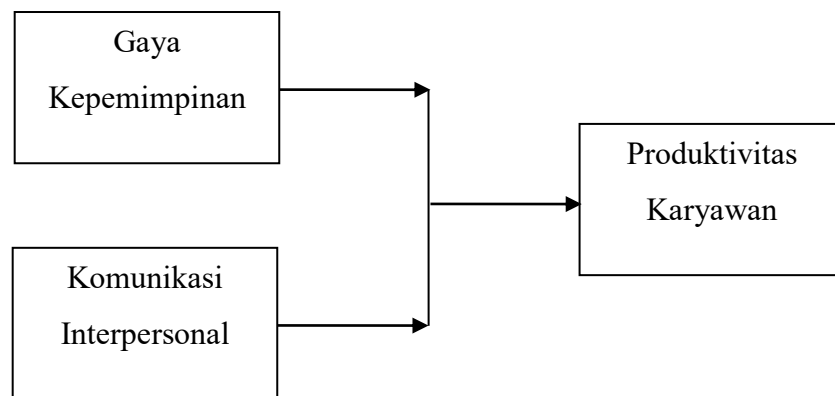 Gaya
Kepemimpinan
Produktivitas
Karyawan
Komunikasi
Interpersonal